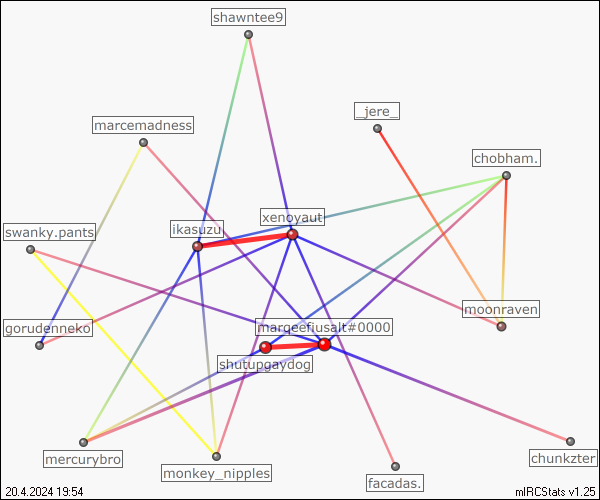 shawntee9
_jere_
marcemadness
chobham.
xenoyaut
ikasuzu
swanky.pants
moonraven
gorudenneko
marqeefiusalt#0000
shutupgaydog
mercurybro
monkey_nipples
chunkzter
facadas.
20.4.2024 19:54
mIRCStats v1.25